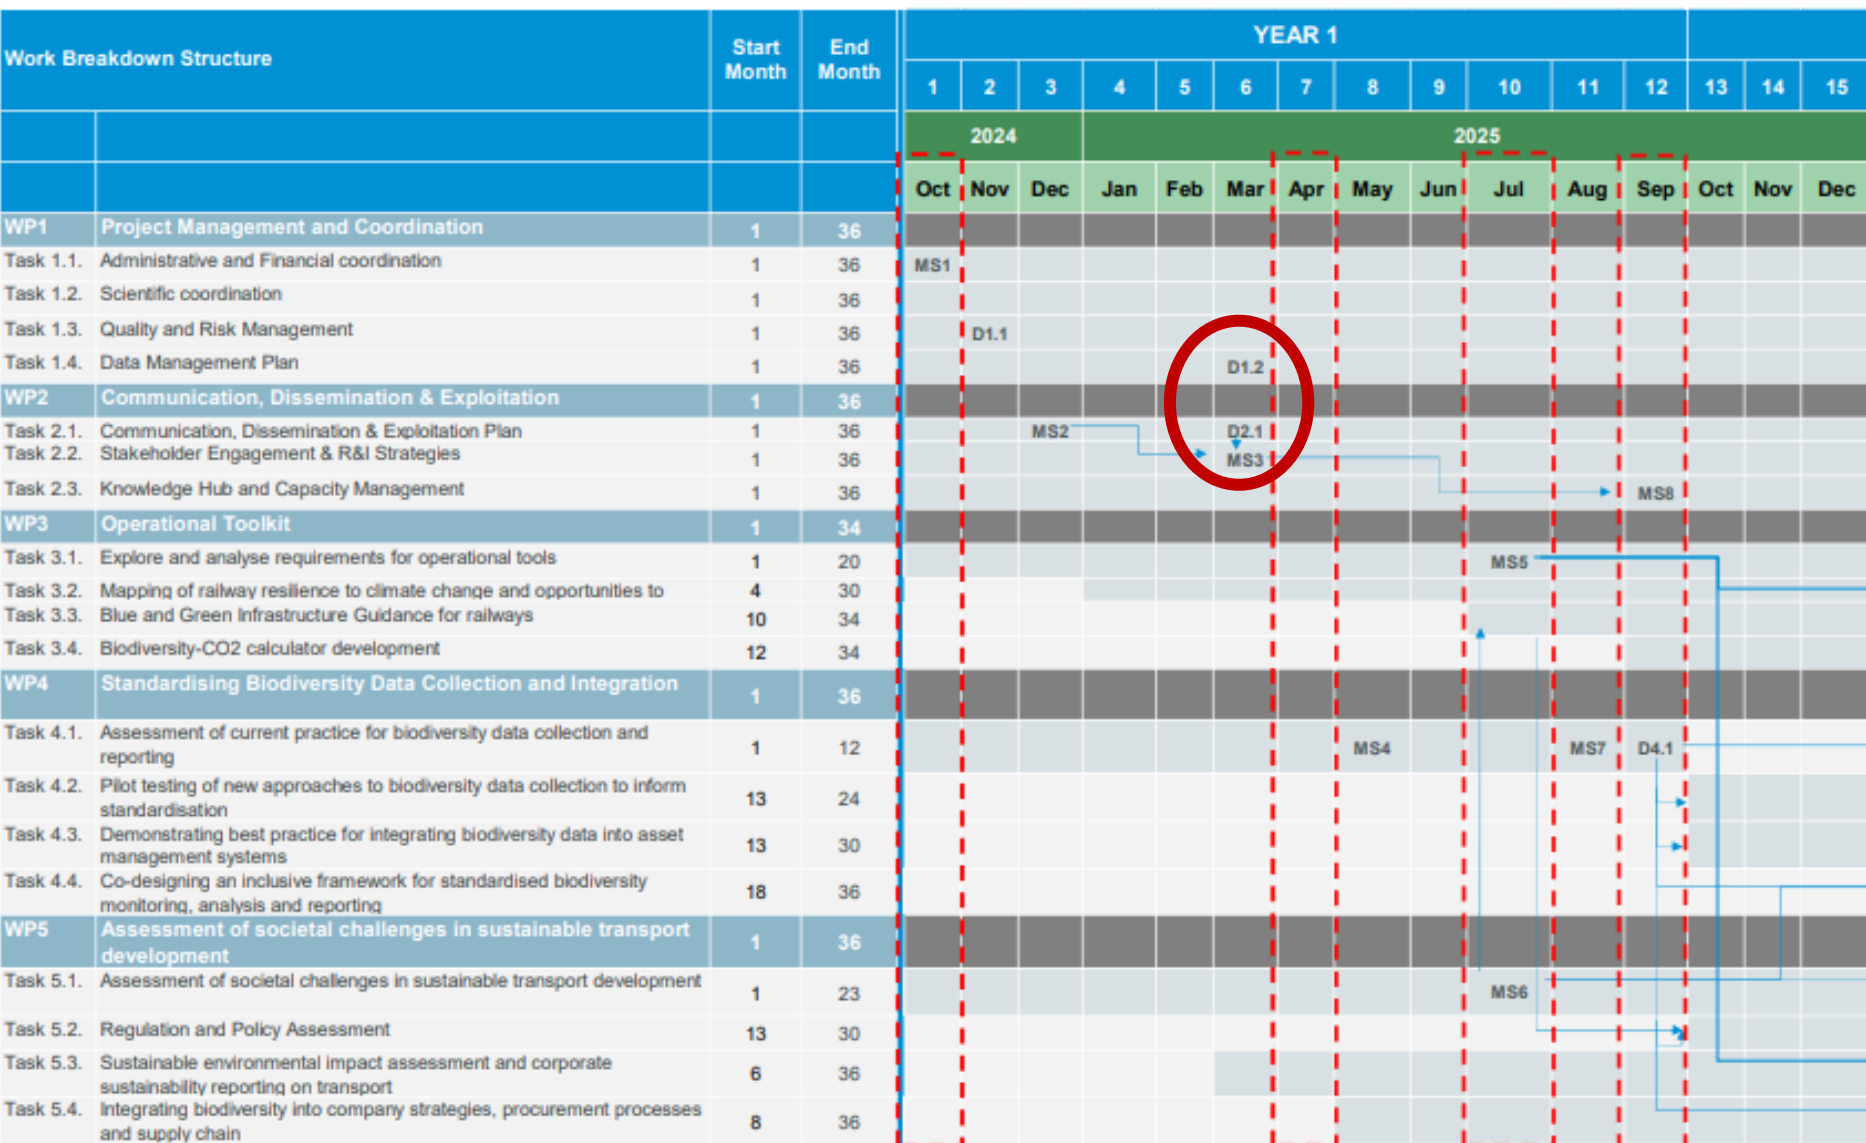 YEAR 1
Work Breakdown Structure Start Month End Month
1 2 3 4 5 6 7 8 9 10 11 12 13 14 15
2024 2025
Oct Nov Dec Jan Feb Mar Apr May Jun Jul Aug Sep Oct Nov Dec
WP1 Project Management and Coordination 1 36
Task 1.1. Administrative and Financial coordination 1 36 MS1
Task 1.2. Scientific coordination 1 36
Task 1.3. Quality and Risk Management 1 36 D1.1
Task 1.4. Data Management Plan 1 36 D1.2
WP2 Communication, Dissemination & Exploitation 1 36
Task 2.1. Communication, Dissemination & Exploitation Plan 1 36 MS2 D2.1
Task 2.2. Stakeholder Engagement & R&I Strategies 1 36 MS3
Task 2.3. Knowledge Hub and Capacity Management 1 36 MS8
WP3 Operational Toolkit 1 34
Task 3.1. Explore and analyse requirements for operational tools 1 20 MS5
Task 3.2. Mapping of railway resilience to climate change and opportunities to 4 30
Task 3.3. Blue and Green Infrastructure Guidance for railways 10 34
Task 3.4. Biodiversity-CO2 calculator development 12 34
WP4 Standardising Biodiversity Data Collection and Integration 1 36
Task 4.1. Assessment of current practice for biodiversity data collection and
reporting 1 12 MS4 MS7 D4.1
Task 4.2. Pilot testing of new approaches to biodiversity data collection to inform
standardisation 13 24
Task 4.3. Demonstrating best practice for integrating biodiversity data into asset
management systems 13 30
Task 4.4. Co-designing an inclusive framework for standardised biodiversity
monitoring, analysis and reporting 18 36
WP5 Assessment of societal challenges in sustainable transport
development 1 36
Task 5.1. Assessment of societal challenges in sustainable transport development 1 23 MS6
Task 5.2. Regulation and Policy Assessment 13 30
Task 5.3. Sustainable environmental impact assessment and corporate
sustainability reporting on transport 6 36
Task 5.4. Integrating biodiversity into company strategies, procurement processes
and supply chain 8 36